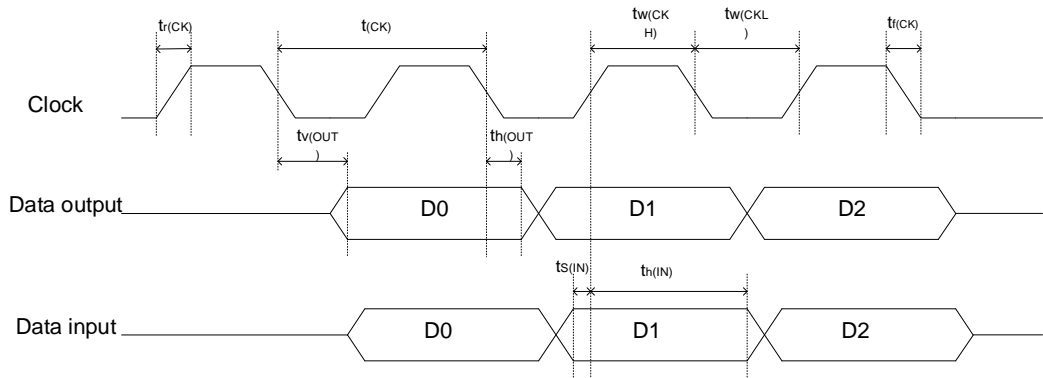 tr(CK)
t(CK)
tw(CK
H)
tw(CKL
)
tf(CK)
Clock
tv(OUT
)
th(OUT
)
Data output
D0
D1
D2
tS(IN)
th(IN)
Data input
D0
D1
D2